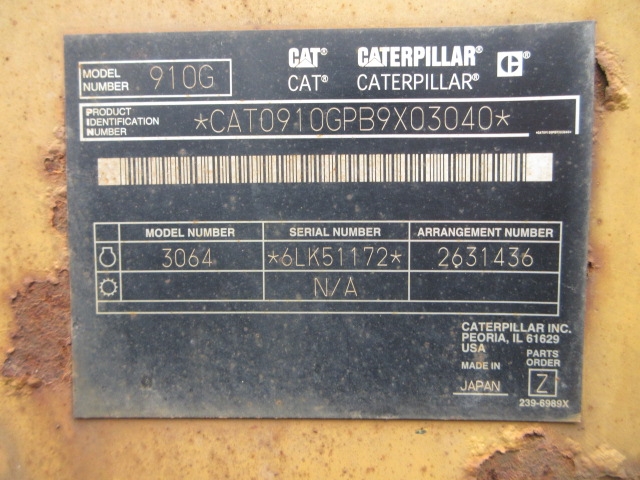 MODEL NUMBER 910G
CAT® CATERPILLAR® C®
CAT® CATERPILLAR®
PRODUCT IDENTIFICATION NUMBER *CAT0910GPB9X03040*
MODEL NUMBER SERIAL NUMBER ARRANGEMENT NUMBER
3064 *6LK51172* 2631436
N/A
CATERPILLAR INC.
PEORIA, IL 61629
USA
PARTS ORDER
MADE IN
JAPAN Z
239-6989X